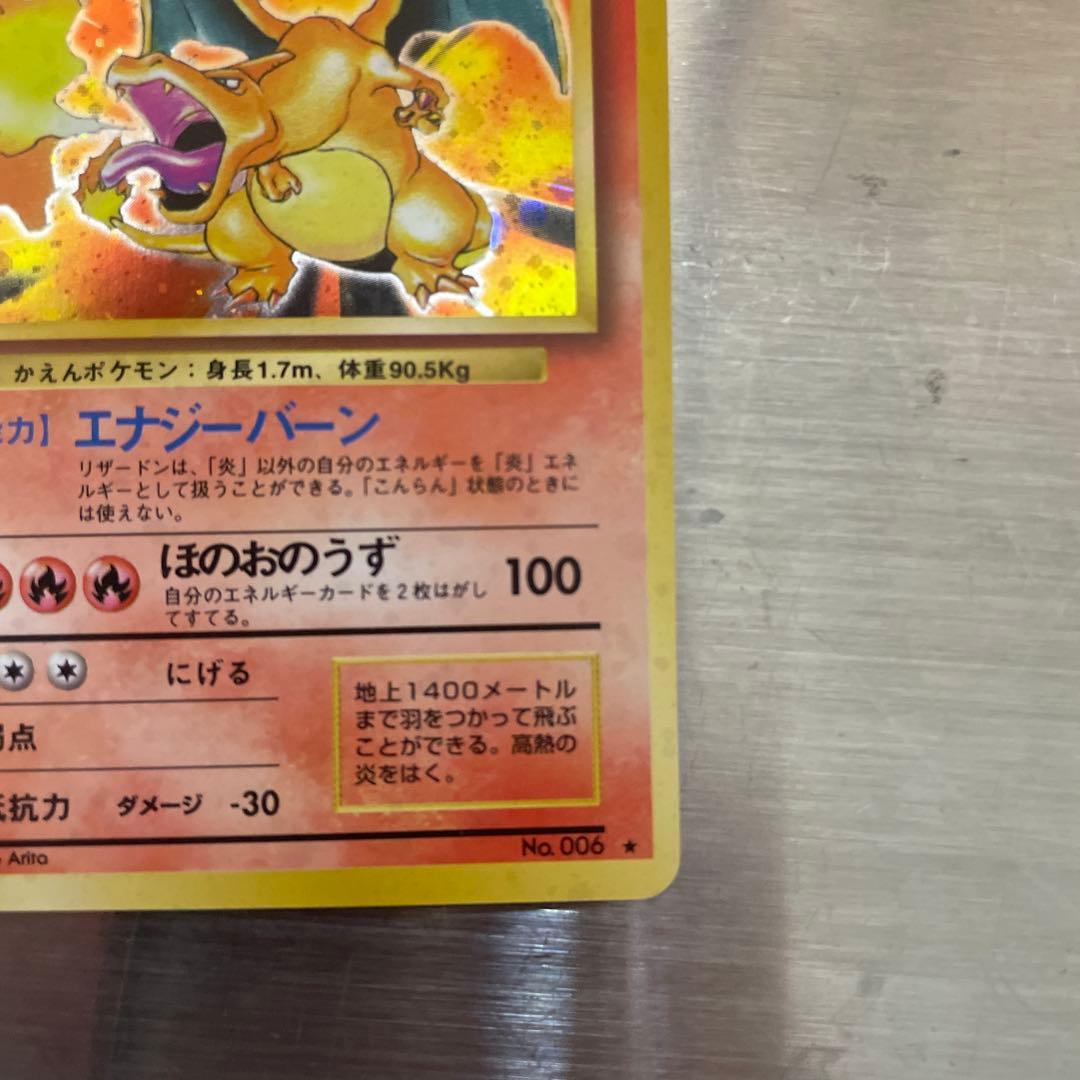 かえんポケモン：身長1.7m、体重90.5Kg
力】 エナジーバーン
リザードンは、「炎」以外の自分のエネルギーを「炎」エネ
ルギーとして扱うことができる。「こんらん」状態のときに
は使えない。
ほのおのうず 100
自分のエネルギーカードを2枚はがし
てすてる。
にげる
地上1400メートル
まで羽をつかって飛ぶ
ことができる。高熱の
炎をはく。
弱点
抵抗力 ダメージ -30
No. 006 ★
Arita